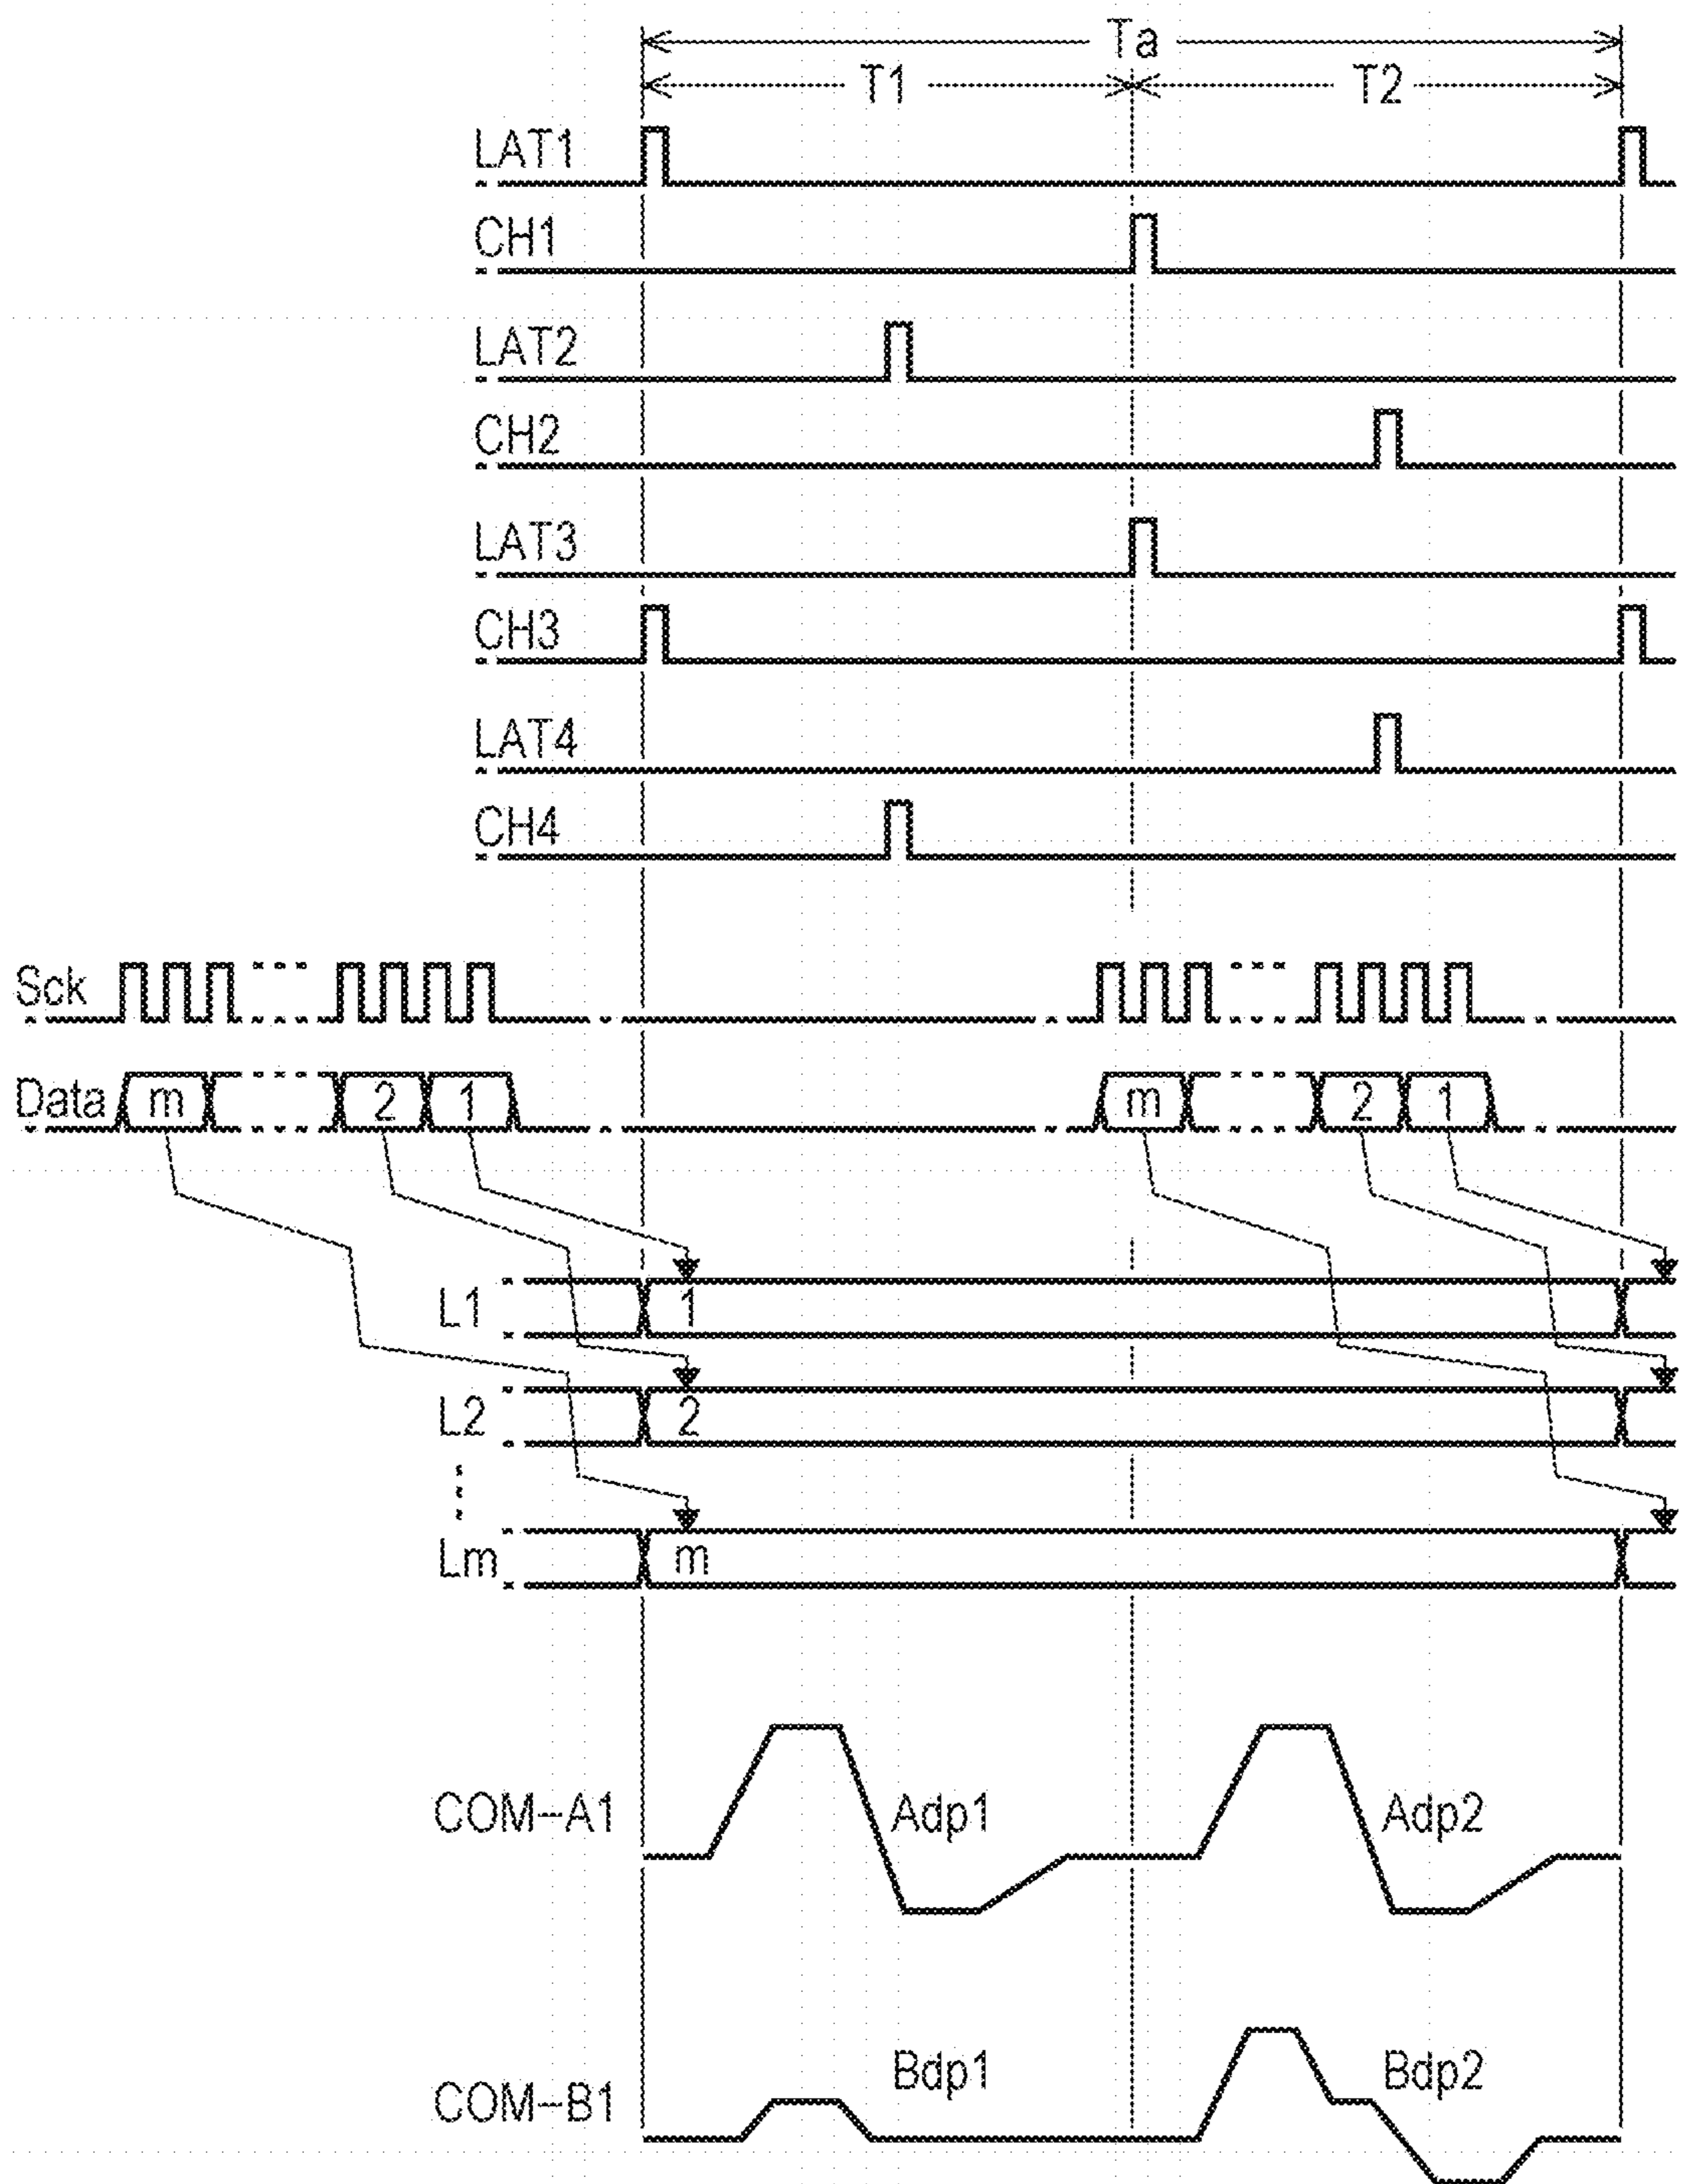 Ta
T1 T2
LAT1
CH1
LAT2
CH2
LAT3
CH3
LAT4
CH4
Sck
Data m 2 1 m 2 1
L1 1
L2 2
Lm m
COM-A1 Adp1 Adp2
COM-B1 Bdp1 Bdp2